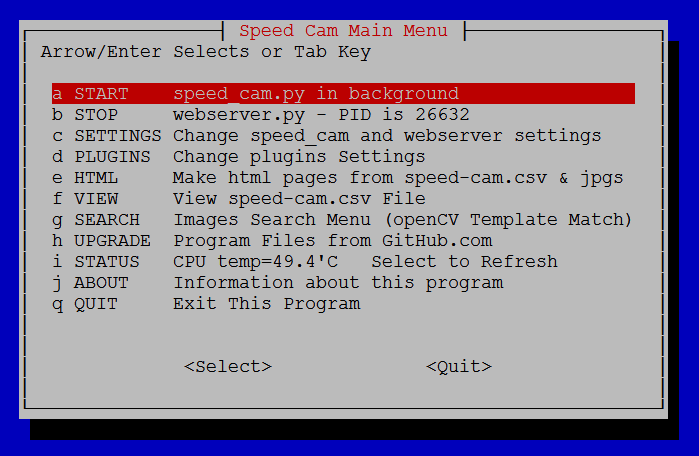 Speed Cam Main Menu
Arrow/Enter Selects or Tab Key
a START speed_cam.py in background
b STOP webserver.py - PID is 26632
c SETTINGS Change speed_cam and webserver settings
d PLUGINS Change plugins Settings
e HTML Make html pages from speed-cam.csv & jpgs
f VIEW View speed-cam.csv File
g SEARCH Images Search Menu (openCV Template Match)
h UPGRADE Program Files from GitHub.com
i STATUS CPU temp=49.4'C Select to Refresh
j ABOUT Information about this program
q QUIT Exit This Program
<Select> <Quit>